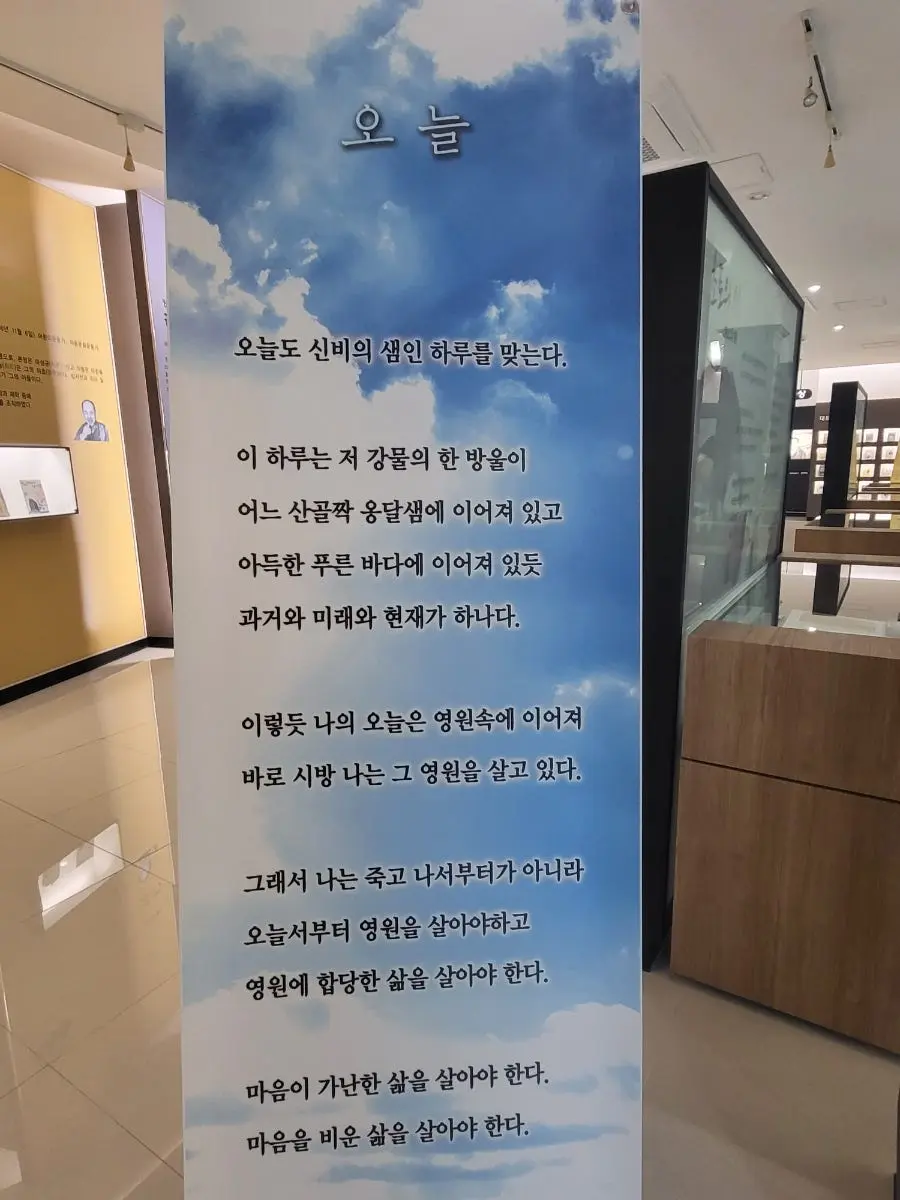 오늘
오늘도 신비의 샘인 하루를 맞는다.
이 하루는 저 강물의 한 방울이
어느 산골짝 옹달샘에 이어져 있고
아득한 푸른 바다에 이어져 있듯
과거와 미래와 현재가 하나다.
이렇듯 나의 오늘은 영원속에 이어져
바로 시방 나는 그 영원을 살고 있다.
그래서 나는 죽고 나서부터가 아니라
오늘서부터 영원을 살아야하고
영원에 합당한 삶을 살아야 한다.
마음이 가난한 삶을 살아야 한다.
마음을 비운 삶을 살아야 한다.